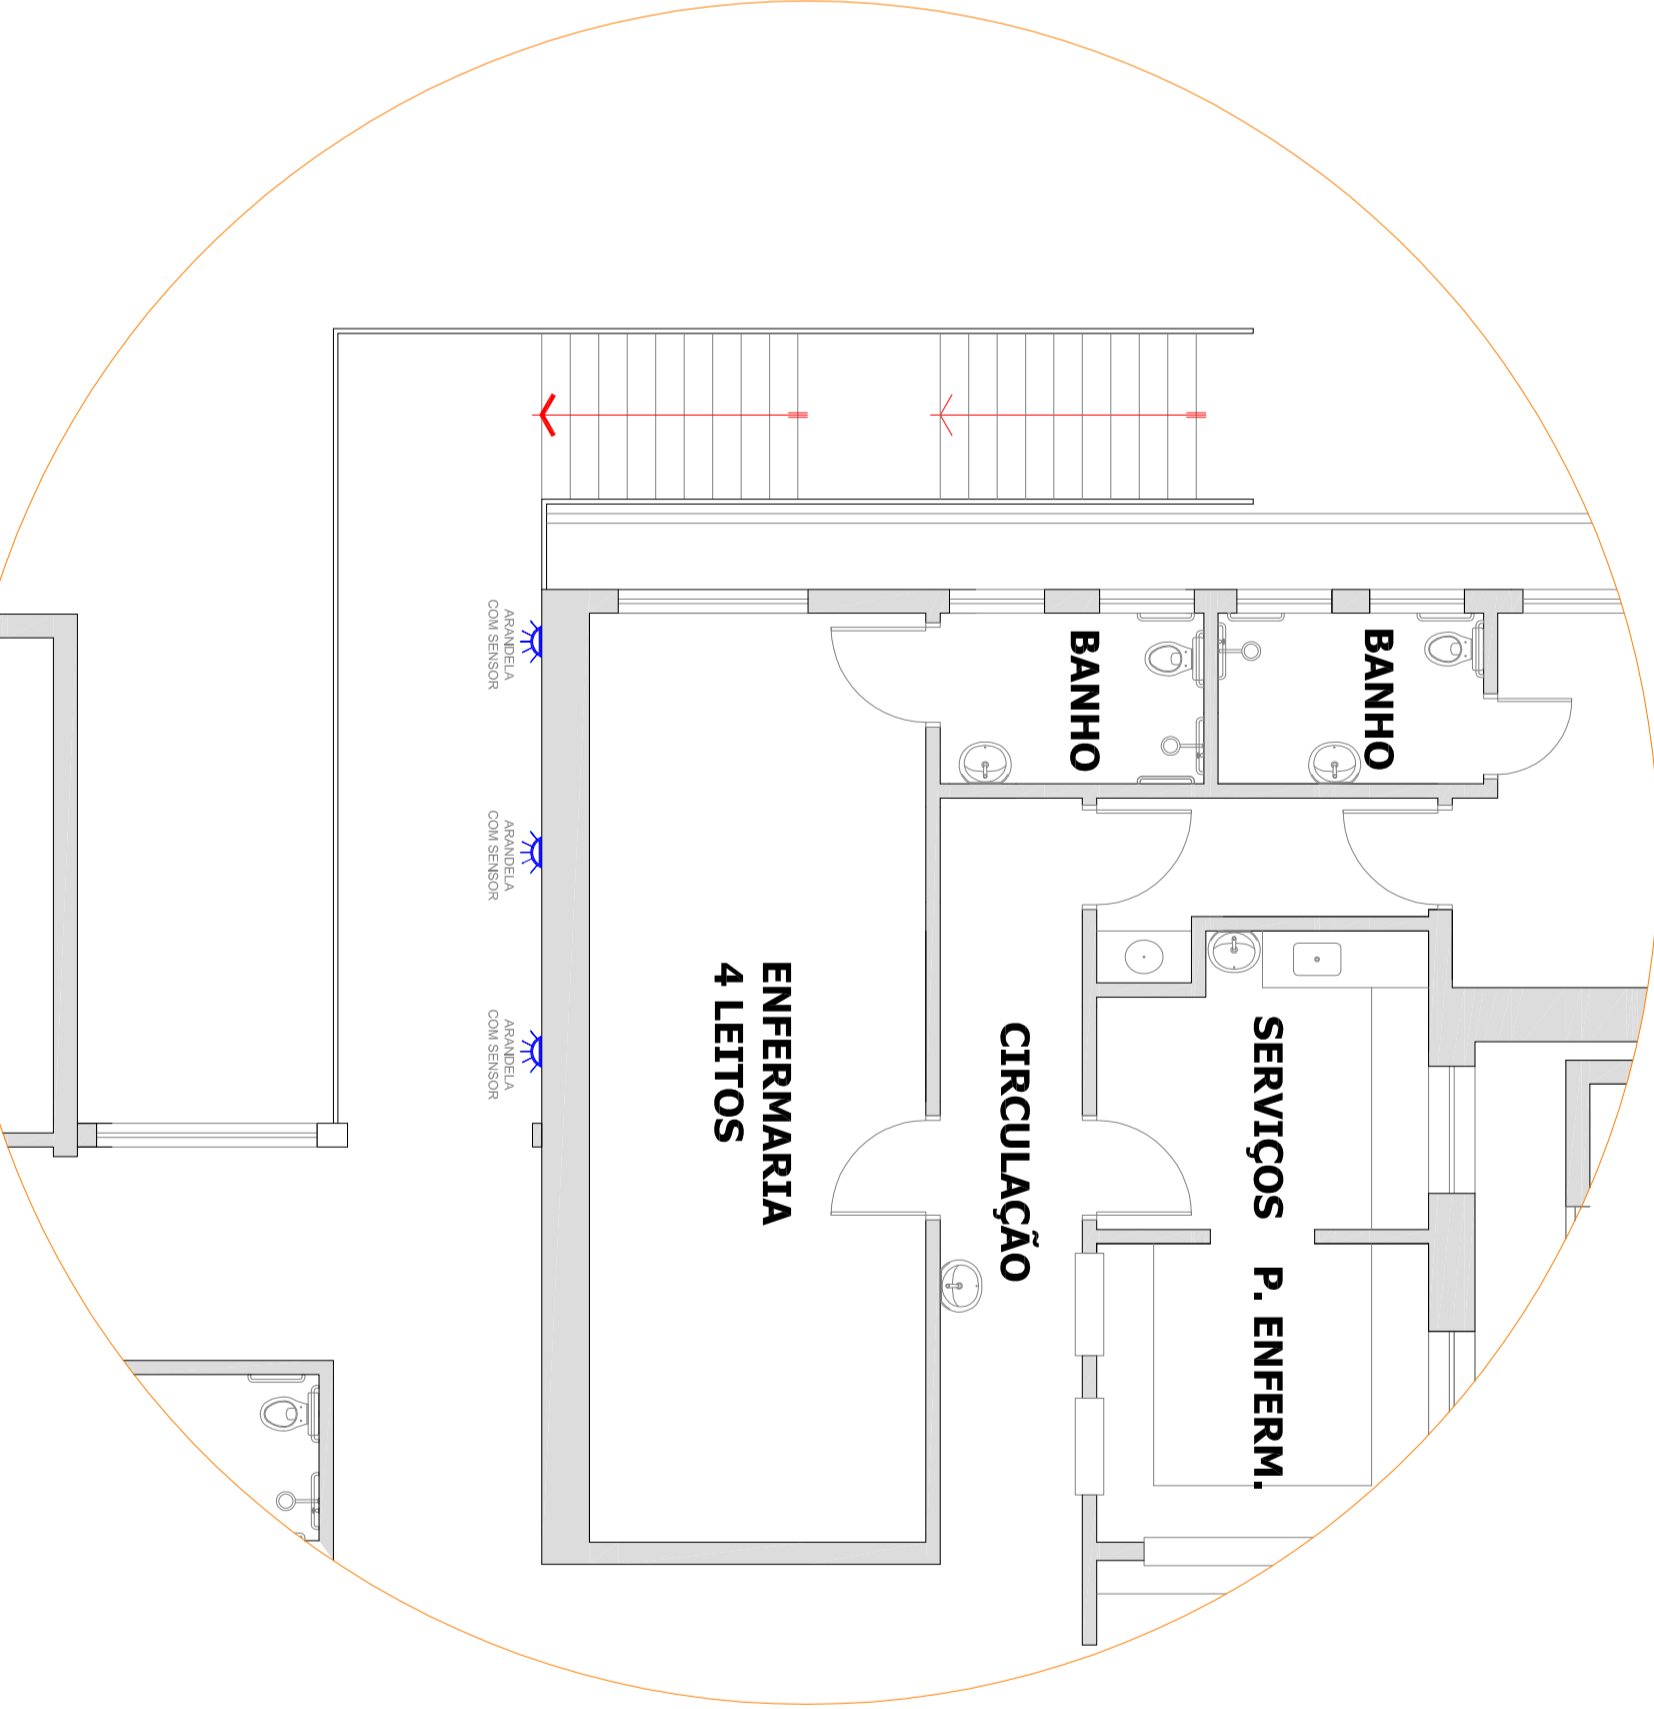 BANHO
BANHO
ARANDELA
COM SENSOR
ARANDELA
COM SENSOR
ARANDELA
COM SENSOR
ENFERMARIA
4 LEITOS
CIRCULAÇÃO
SERVIÇOS
P. ENFERM.